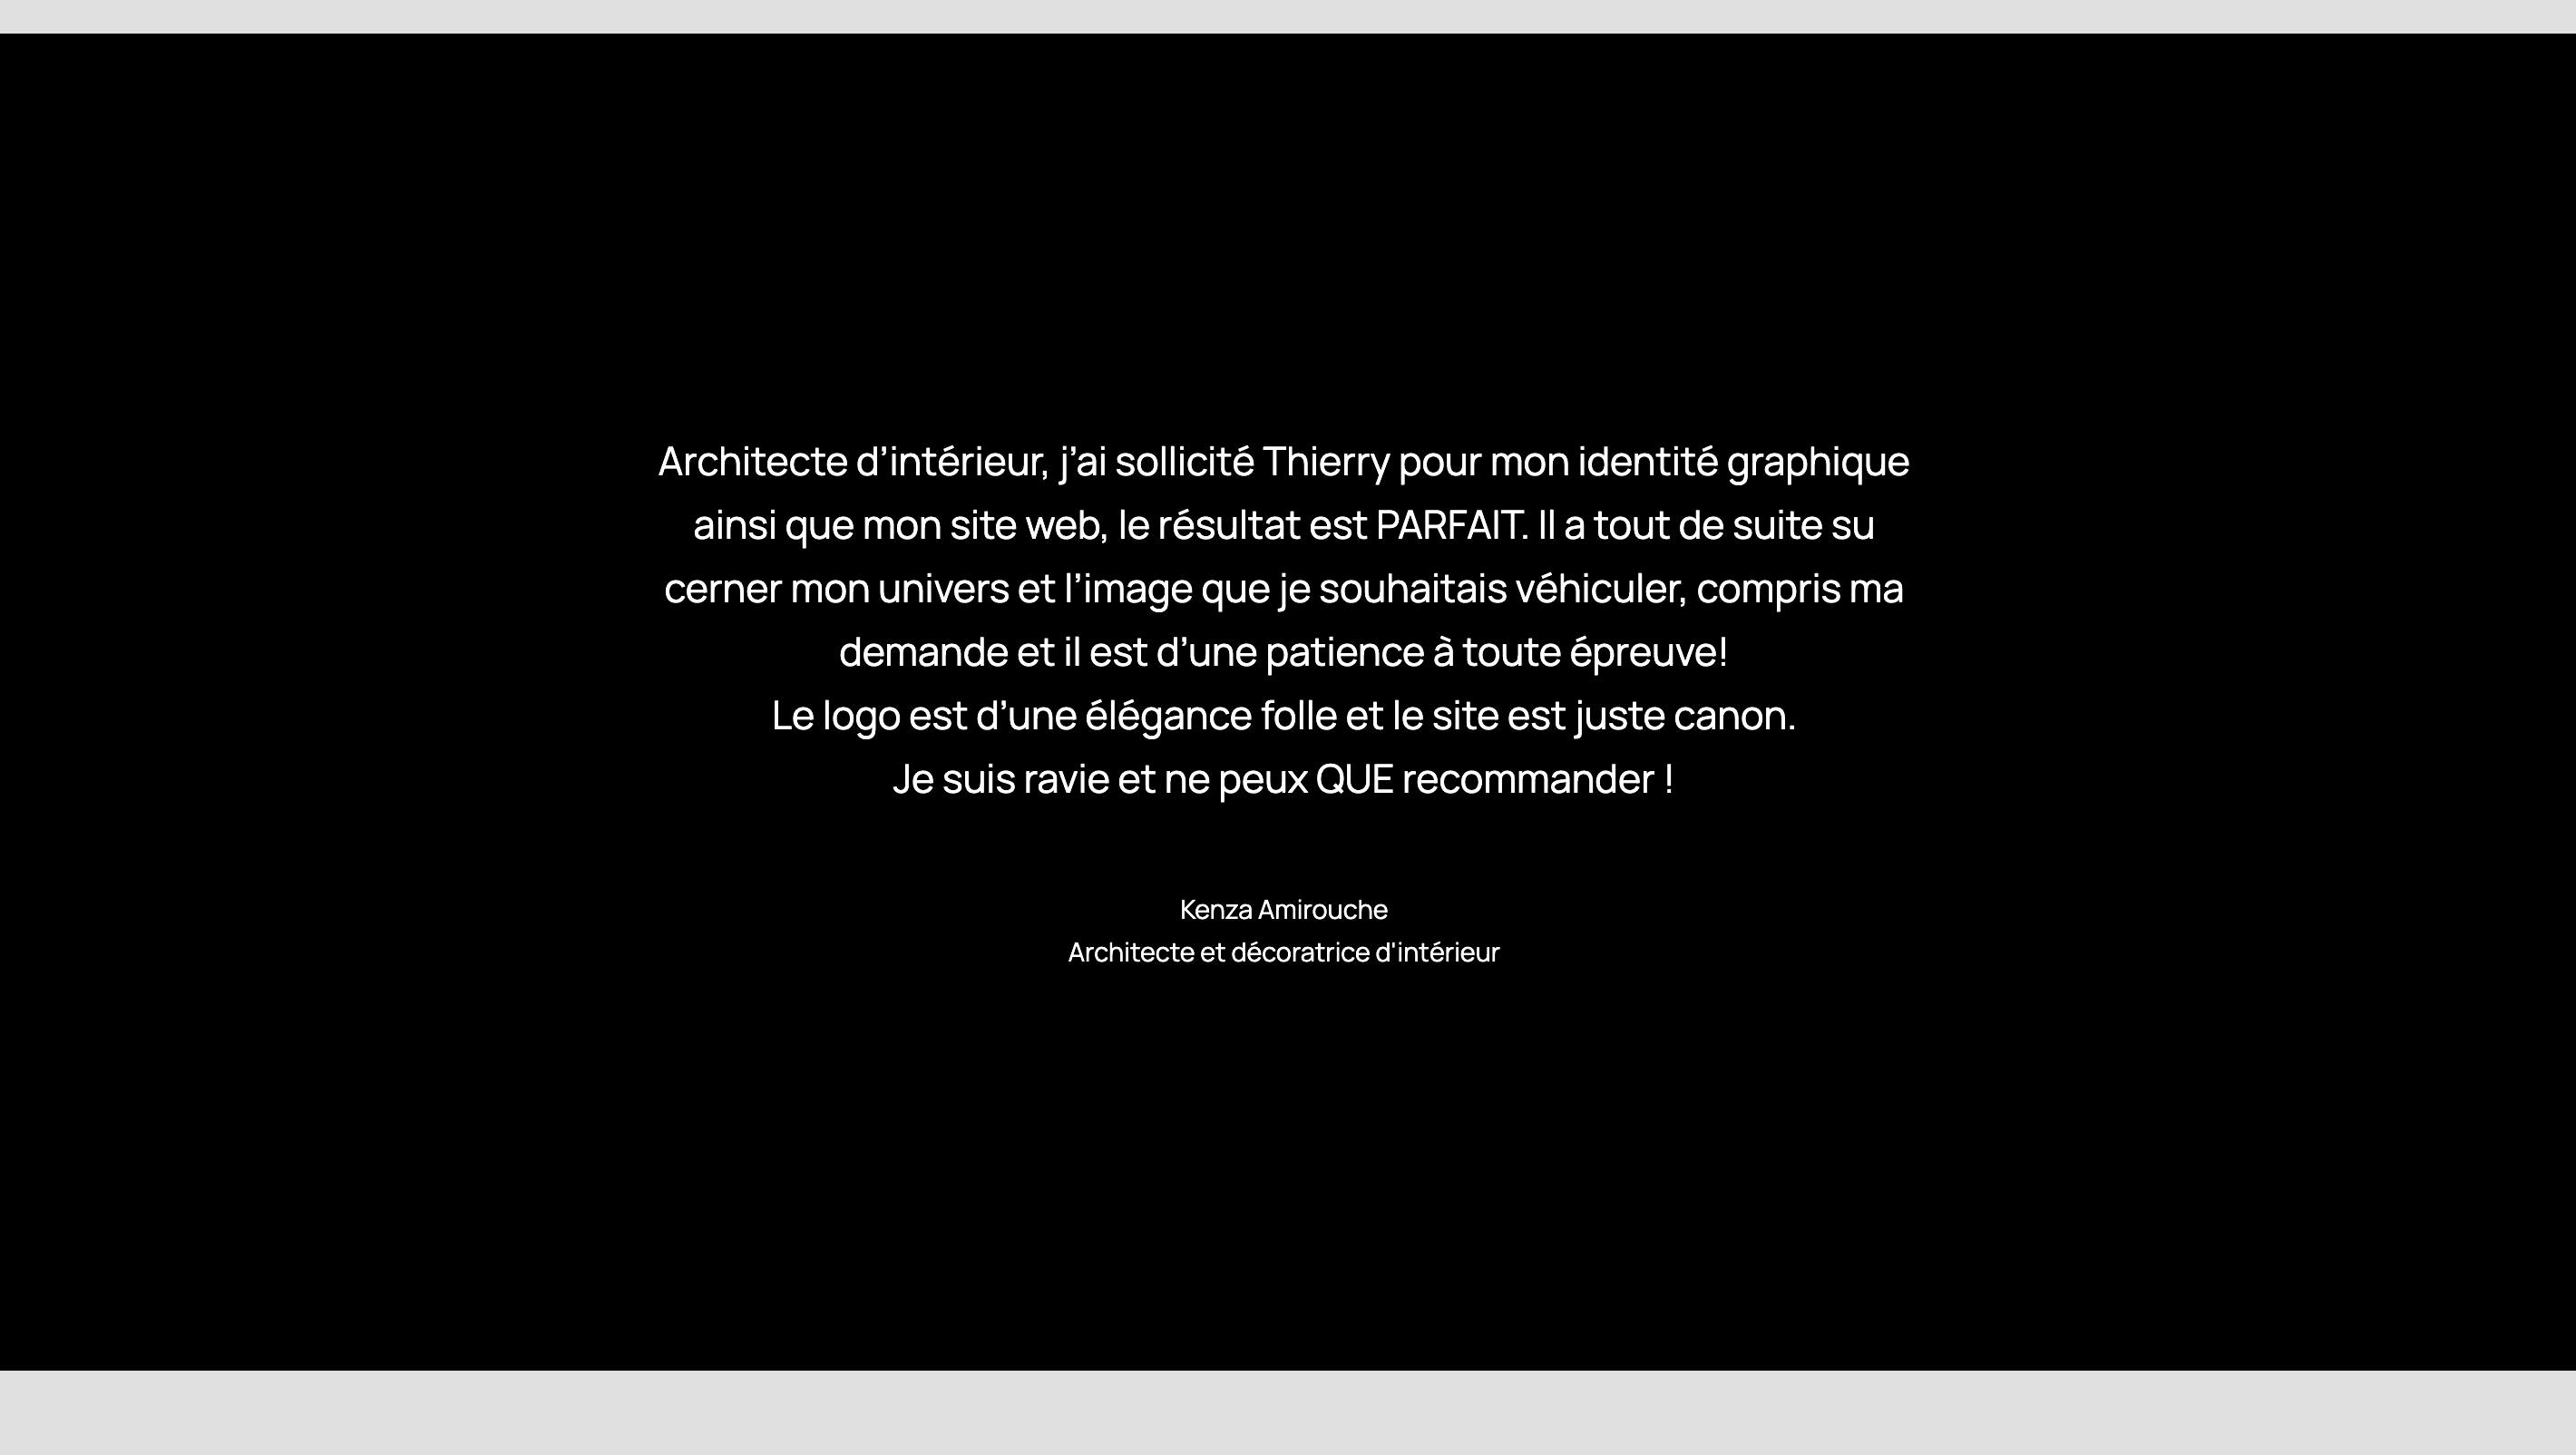 Architecte d’intérieur, j’ai sollicité Thierry pour mon identité graphique
ainsi que mon site web, le résultat est PARFAIT. Il a tout de suite su
cerner mon univers et l’image que je souhaitais véhiculer, compris ma
demande et il est d’une patience à toute épreuve!
Le logo est d’une élégance folle et le site est juste canon.
Je suis ravie et ne peux QUE recommander !
Kenza Amirouche
Architecte et décoratrice d'intérieur